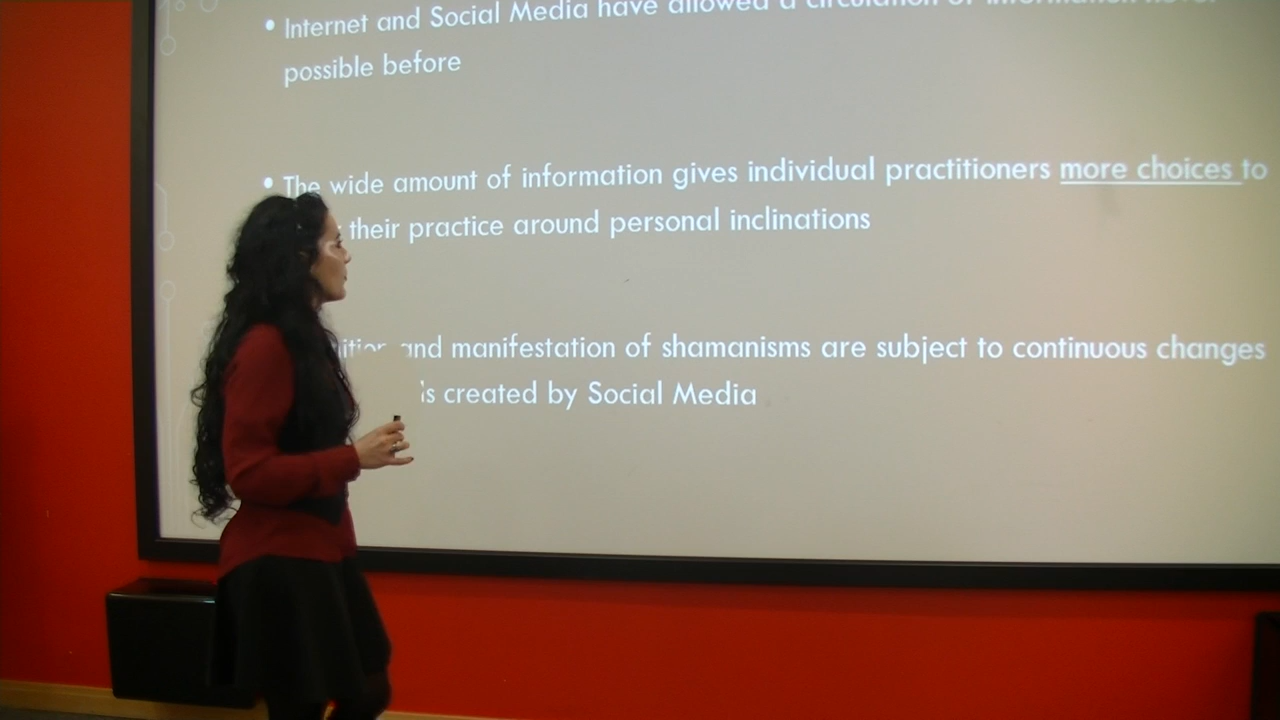 • Internet and Social Media have allowed a circulation of information never
possible before
• The wide amount of information gives individual practitioners more choices to
their practice around personal inclinations
and manifestation of shamanisms are subject to continuous changes
created by Social Media